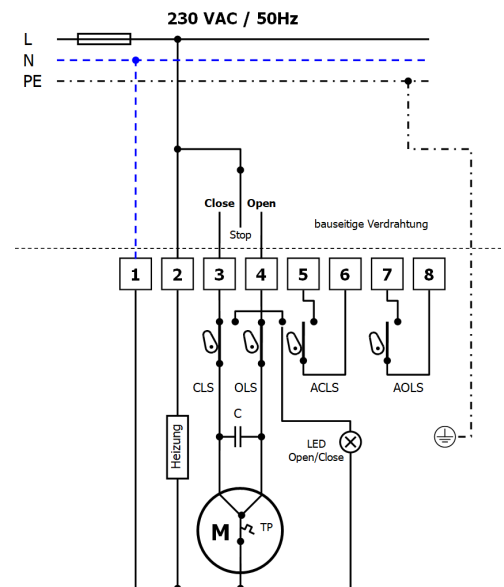 230 VAC / 50Hz
L
N
PE
Close Open
Stop
bauseitige Verdrahtung
1 2 3 4 5 6 7 8
CLS OLS ACLS AOLS
C
Heizung
LED
Open/Close
M TP